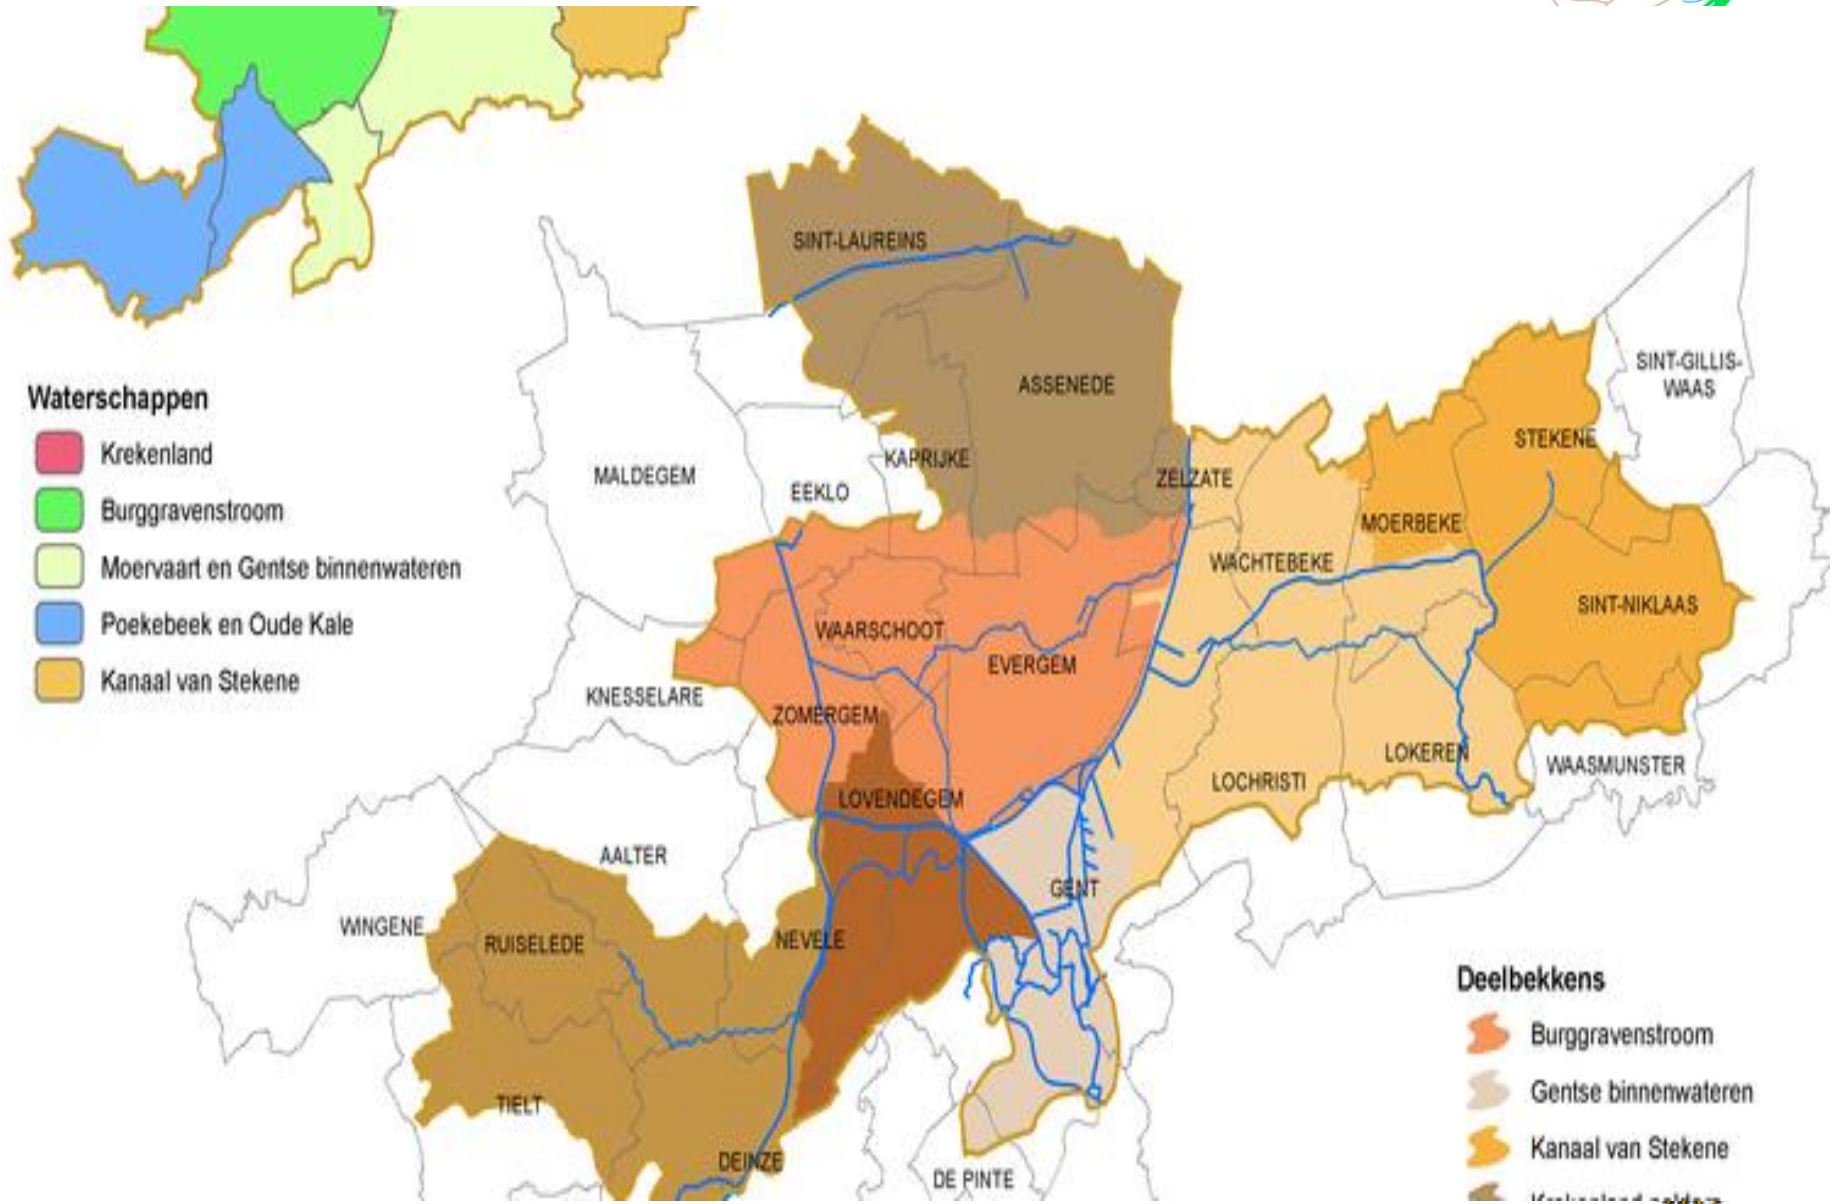 SINT-LAUREINS
SINT-GILLIS-
WAAS
ASSENEDE
Waterschappen
Krekenland
Burggravenstroom
Moervaart en Gentse binnenwateren
Poekebeek en Oude Kale
Kanaal van Stekene
STEKENE
KAPRIJKE
MALDEGEM
ZELZATE
EEKLO
MOERBEKE
WACHTEBEKE
SINT-NIKLAAS
WAARSCHOOT
EVERGEM
KNESSELARE
ZOMERGEM
LOKEREN
WAASMUNSTER
LOCHRISTI
LOVENDEGEM
AALTER
GENT
WINGENE
NEVELE
RUISELEDE
TIELT
DEINZE
DE PINTE
Deelbekkens
Burggravenstroom
Gentse binnenwateren
Kanaal van Stekene
Krekenland